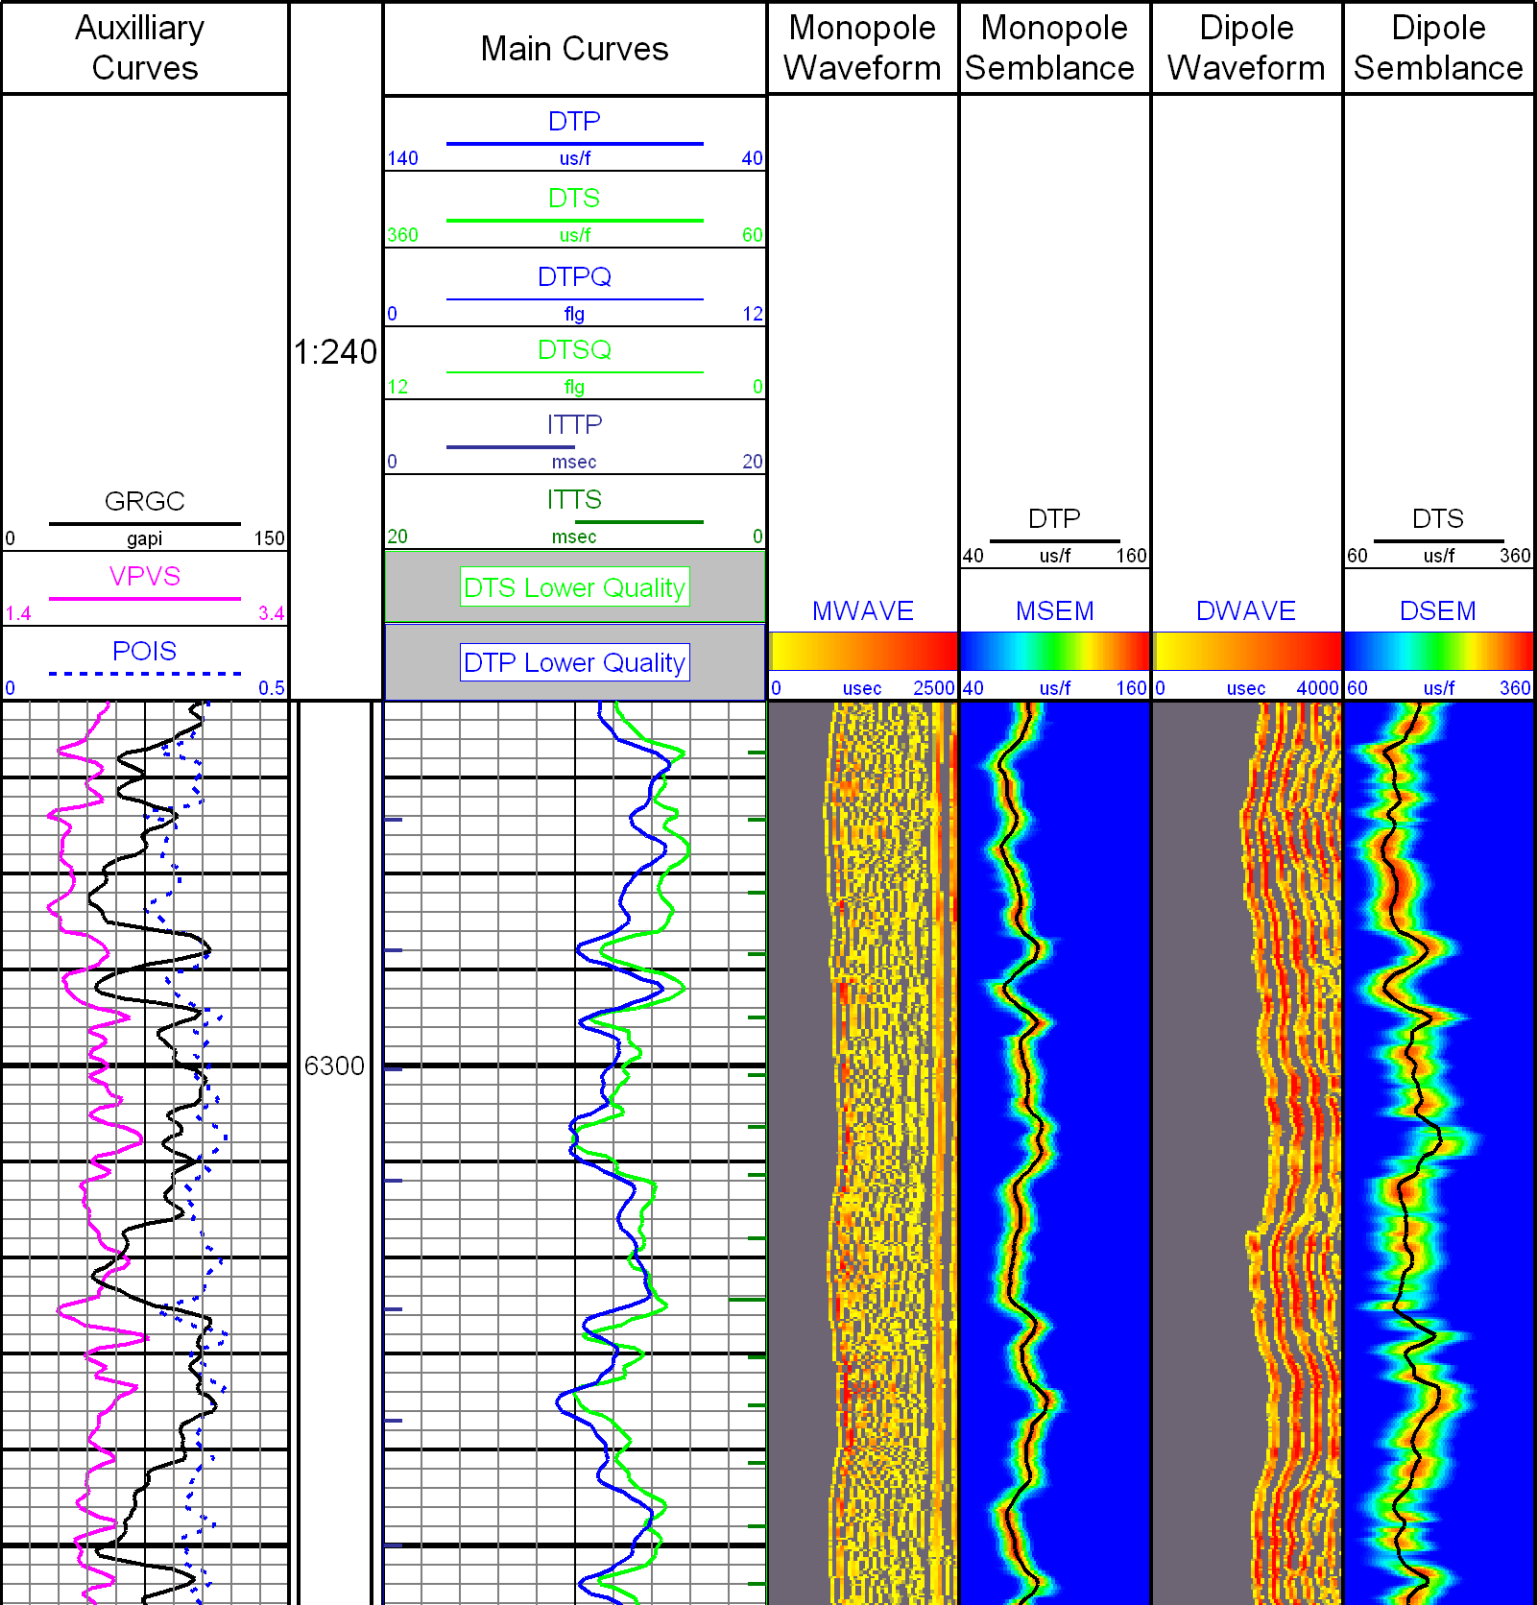 Auxilliary
Curves
Main Curves
Monopole
Waveform
Monopole
Semblance
Dipole
Waveform
Dipole
Semblance
GRGC
0 gapi 150
VPVS
1.4 3.4
POIS
0 0.5
1:240
DTP
140 us/f 40
DTS
360 us/f 60
DTPQ
0 flg 12
DTSQ
12 flg 0
ITTP
0 msec 20
ITTS
20 msec 0
DTS Lower Quality
DTP Lower Quality
MWAVE
0 usec 2500
DTP
40 us/f 160
MSEM
40 us/f 160
DWAVE
0 usec 4000
DTS
60 us/f 360
DSEM
60 us/f 360
6300